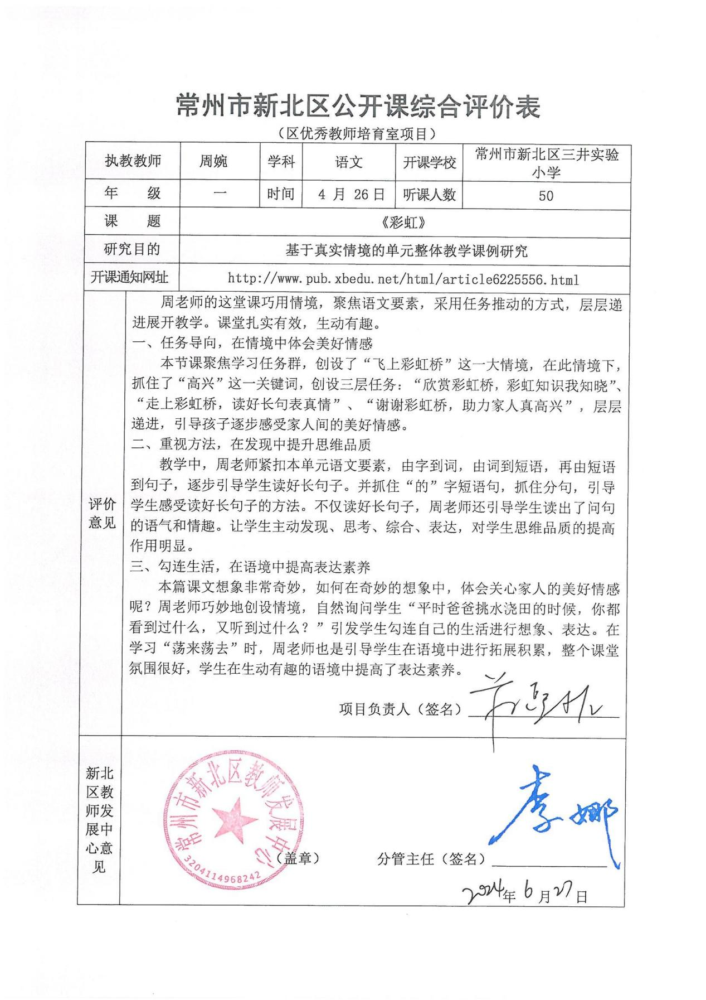 常州市新北区公开课综合评价表
（区优秀教师培育室项目）
执教教师 周婉 学科 语文 开课学校 常州市新北区三井实验
小学
年 级 一 时间 4 月 26日 听课人数 50
课 题 《彩虹》
研究目的 基于真实情境的单元整体教学课例研究
开课通知网址 http://www.pub.xbedu.net/html/article6225556.html
评价
意见
周老师的这堂课巧用情境，聚焦语文要素，采用任务推动的方式，层层递
进展开教学。课堂扎实有效，生动有趣。
一、任务导向，在情境中体会美好情感
本节课聚焦学习任务群，创设了“飞上彩虹桥”这一大情境，在此情境下，
抓住了“高兴”这一关键词，创设三层任务：“欣赏彩虹桥，彩虹知识我知晓”、
“走上彩虹桥，读好长句表真情”、“谢谢彩虹桥，助力家人真高兴”，层层
递进，引导孩子逐步感受家人间的美好情感。
二、重视方法，在发现中提升思维品质
教学中，周老师紧扣本单元语文要素，由字到词，由词到短语，再由短语
到句子，逐步引导学生读好长句子。并抓住“的”字短语句，抓住分句，引导
学生感受读好长句子的方法。不仅读好长句子，周老师还引导学生读出了问句
的语气和情趣。让学生主动发现、思考、综合、表达，对学生思维品质的提高
作用明显。
三、勾连生活，在语境中提高表达素养
本篇课文想象非常奇妙，如何在奇妙的想象中，体会关心家人的美好情感
呢？周老师巧妙地创设情境，自然询问学生“平时爸爸挑水浇田的时候，你都
看到过什么，又听到过什么？”引发学生勾连自己的生活进行想象、表达。在
学习“荡来荡去”时，周老师也是引导学生在语境中进行拓展积累，整个课堂
氛围很好，学生在生动有趣的语境中提高了表达素养。
项目负责人（签名）
新北
区教
师发
展中
心意
见
常州市新北区教师发展中心
3204114968242
（盖章）
分管主任（签名） 李娜
2024年 6 月27日